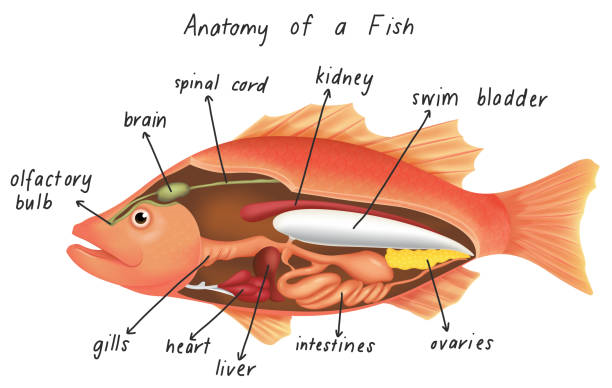 Anatomy of a Fish
spinal cord
kidney
swim bladder
brain
olfactory
bulb
gills
heart
liver
intestines
ovaries